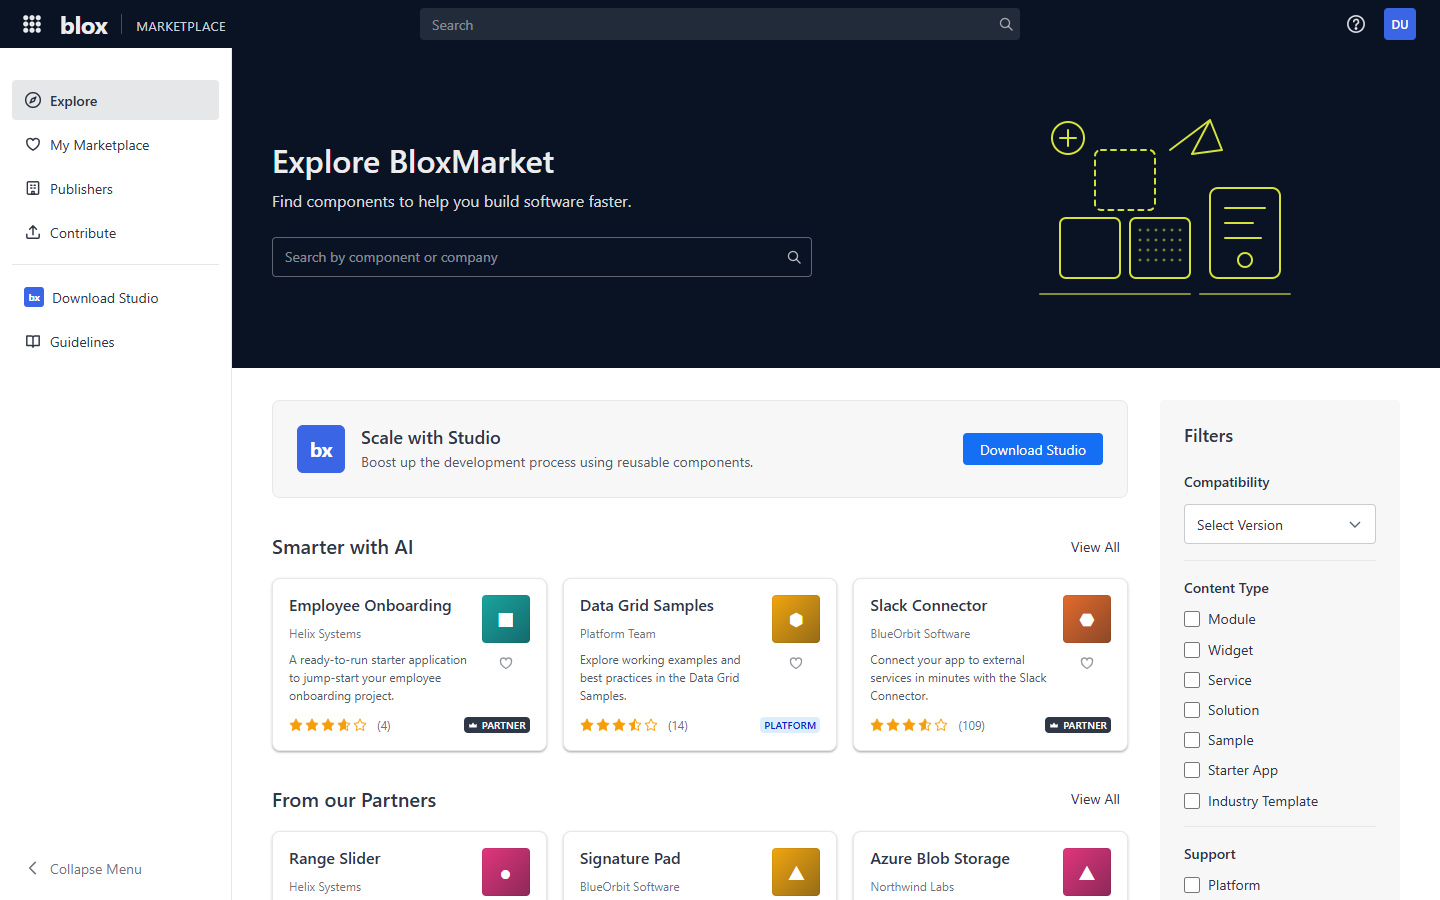 blox MARKETPLACE
Search
DU
Explore
My Marketplace
Publishers
Contribute
bx Download Studio
Guidelines
Collapse Menu
Explore BloxMarket
Find components to help you build software faster.
Search by component or company
bx
Scale with Studio
Boost up the development process using reusable components.
Download Studio
Smarter with AI
View All
Employee Onboarding
Helix Systems
A ready-to-run starter application
to jump-start your employee
onboarding project.
(4)
PARTNER
Data Grid Samples
Platform Team
Explore working examples and
best practices in the Data Grid
Samples.
(14)
PLATFORM
Slack Connector
BlueOrbit Software
Connect your app to external
services in minutes with the Slack
Connector.
(109)
PARTNER
From our Partners
View All
Range Slider
Helix Systems
Signature Pad
BlueOrbit Software
Azure Blob Storage
Northwind Labs
Filters
Compatibility
Select Version
Content Type
Module
Widget
Service
Solution
Sample
Starter App
Industry Template
Support
Platform